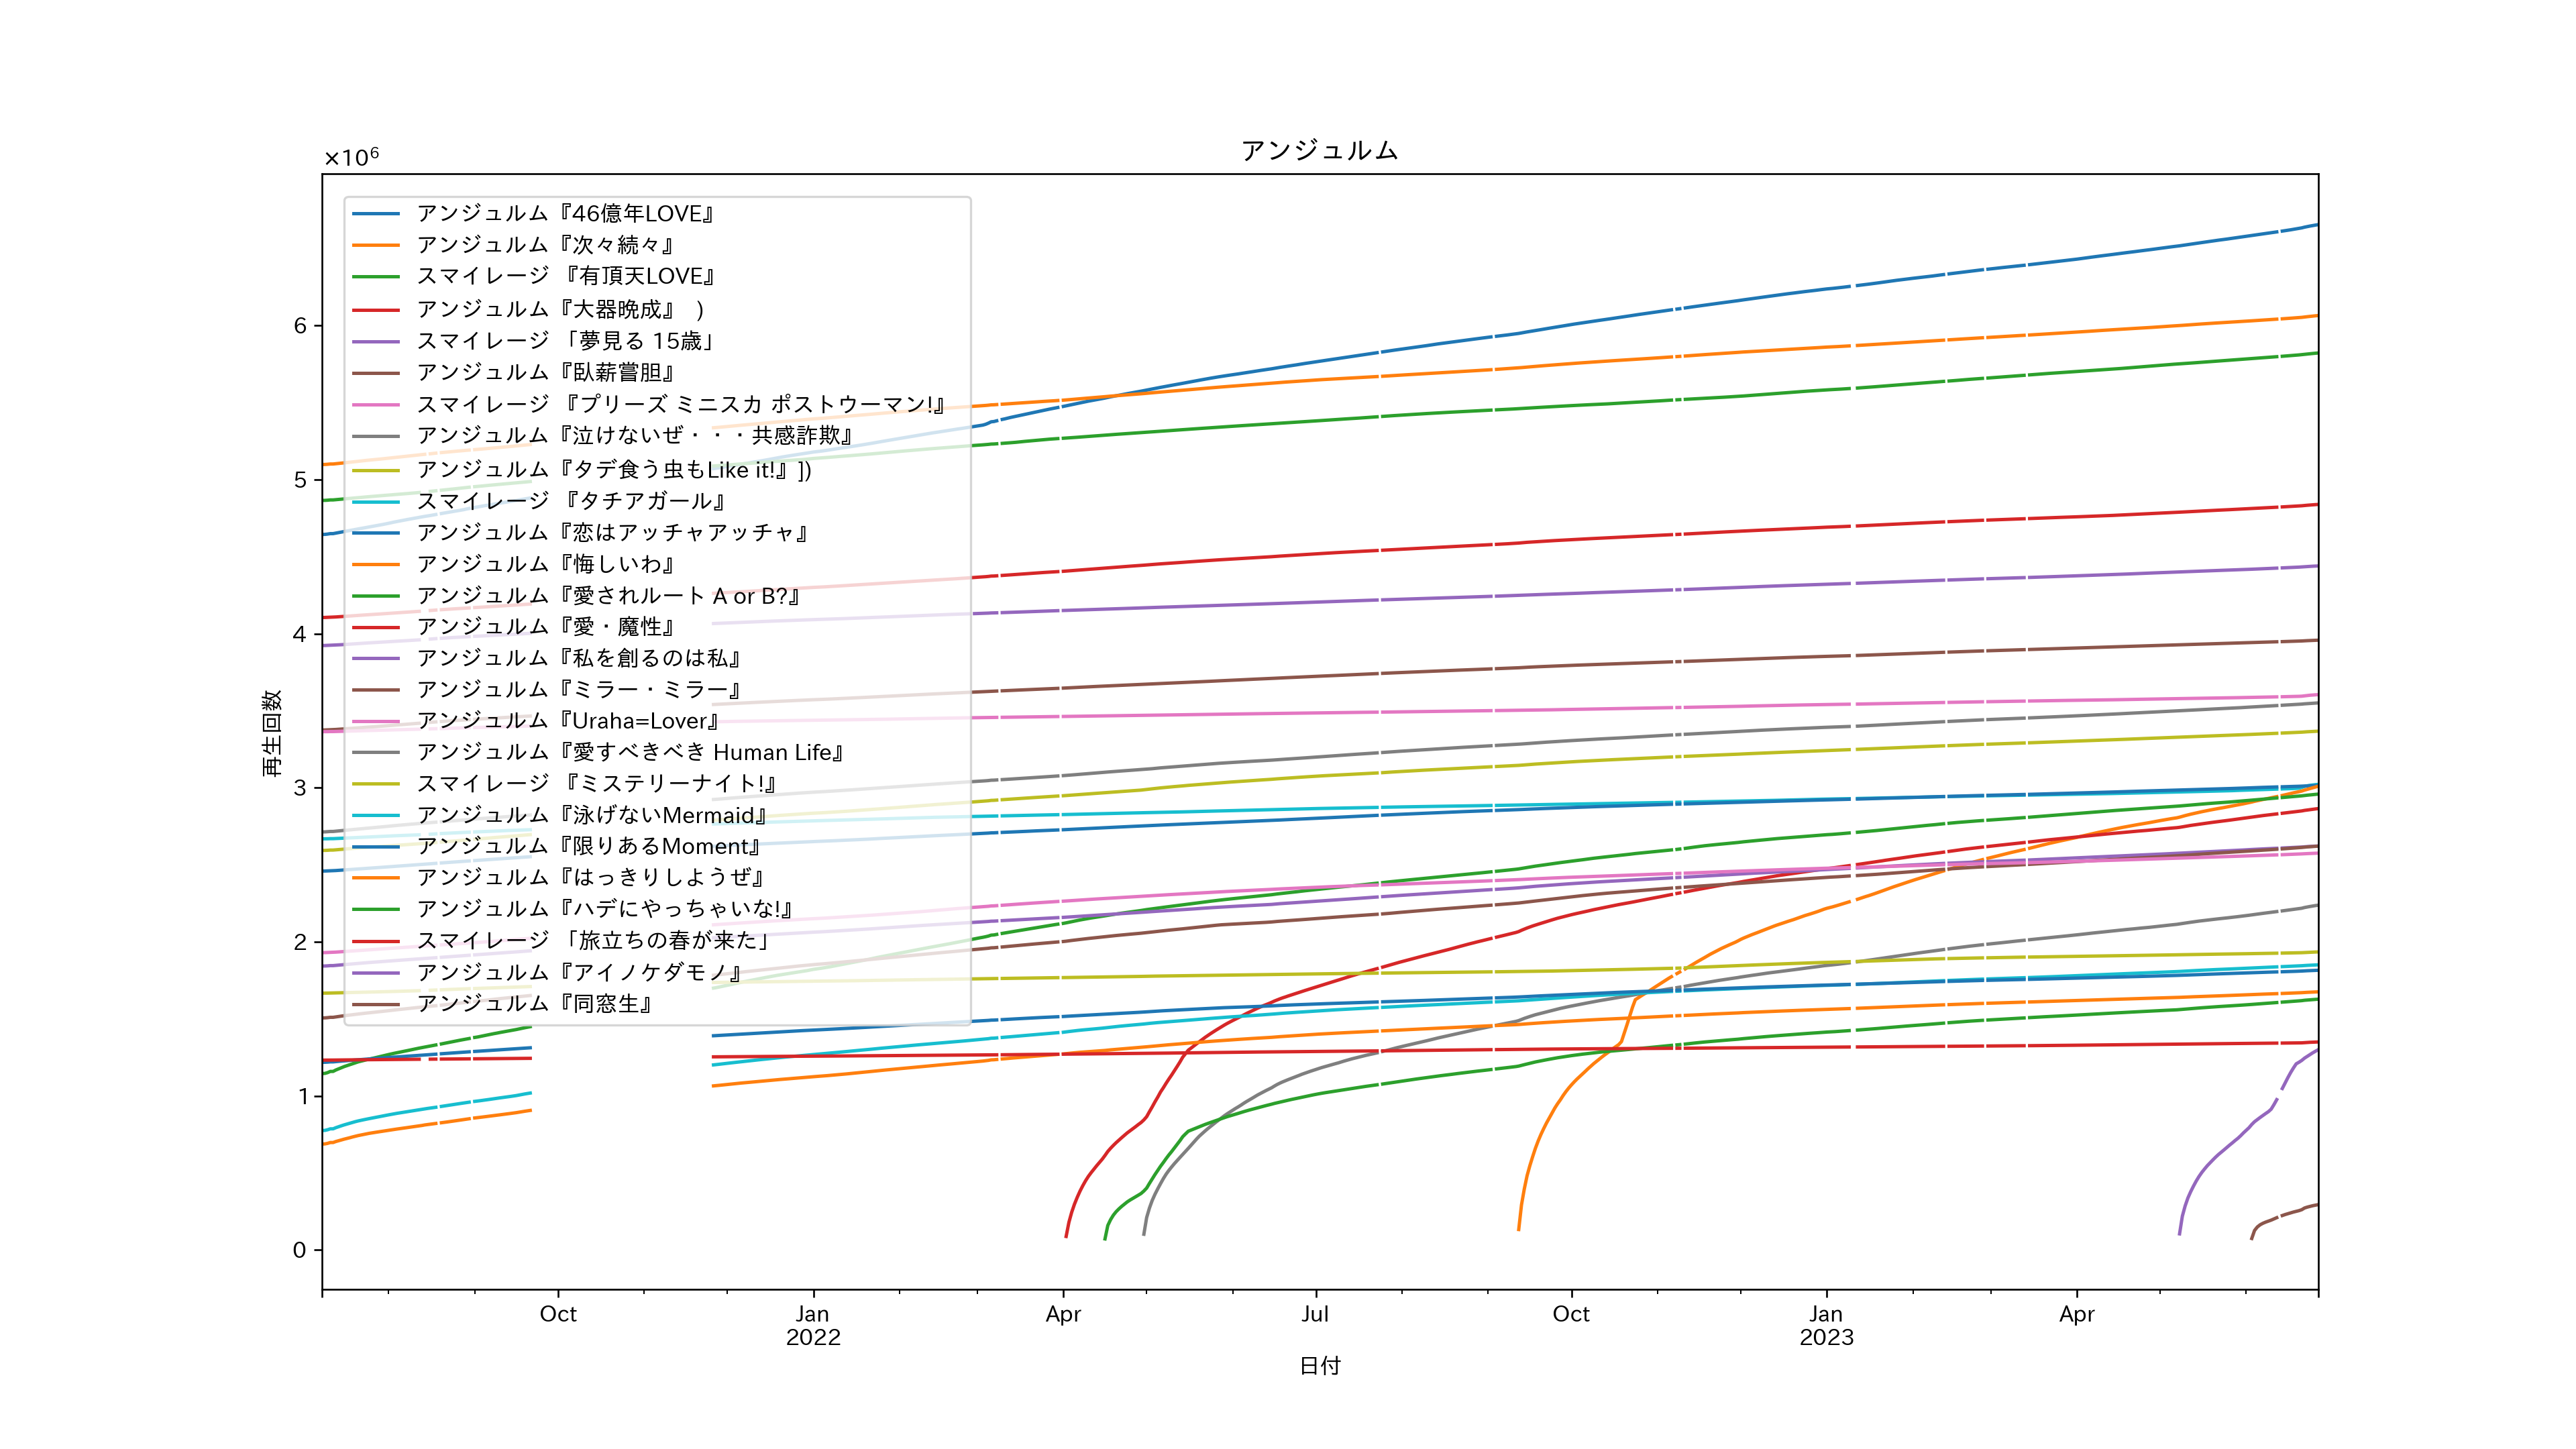 アンジュルム
×10⁶
アンジュルム『46億年LOVE』
アンジュルム『次々続々』
スマイレージ 『有頂天LOVE』
アンジュルム『大器晩成』 )
スマイレージ 「夢見る 15歳」
アンジュルム『臥薪嘗胆』
スマイレージ 『プリーズ ミニスカ ポストウーマン!』
アンジュルム『泣けないぜ・・・共感詐欺』
アンジュルム『タデ食う虫もLike it!』])
スマイレージ 『タチアガール』
アンジュルム『恋はアッチャアッチャ』
アンジュルム『悔しいわ』
アンジュルム『愛されルート A or B?』
アンジュルム『愛・魔性』
アンジュルム『私を創るのは私』
アンジュルム『ミラー・ミラー』
アンジュルム『Uraha=Lover』
アンジュルム『愛すべきべき Human Life』
スマイレージ 『ミステリーナイト!』
アンジュルム『泳げないMermaid』
アンジュルム『限りあるMoment』
アンジュルム『はっきりしようぜ』
アンジュルム『ハデにやっちゃいな!』
スマイレージ 「旅立ちの春が来た」
アンジュルム『アイノケダモノ』
アンジュルム『同窓生』
再生回数
6
5
4
3
2
1
0
Oct
Jan
2022
Apr
Jul
Oct
Jan
2023
Apr
日付